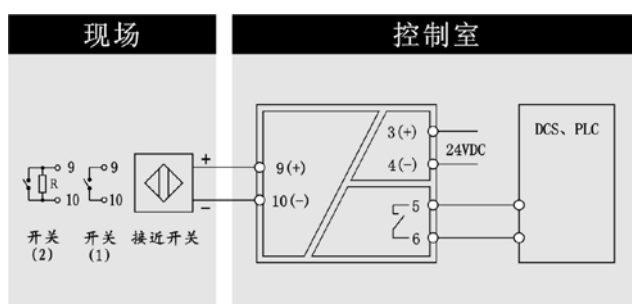 现场
控制室
3(+)
24VDC
4(-)
DCS、PLC
+
9
9
9(+)
R
10
10
10(-)
-
5
6
开关
(2)
开关
(1)
接近开关